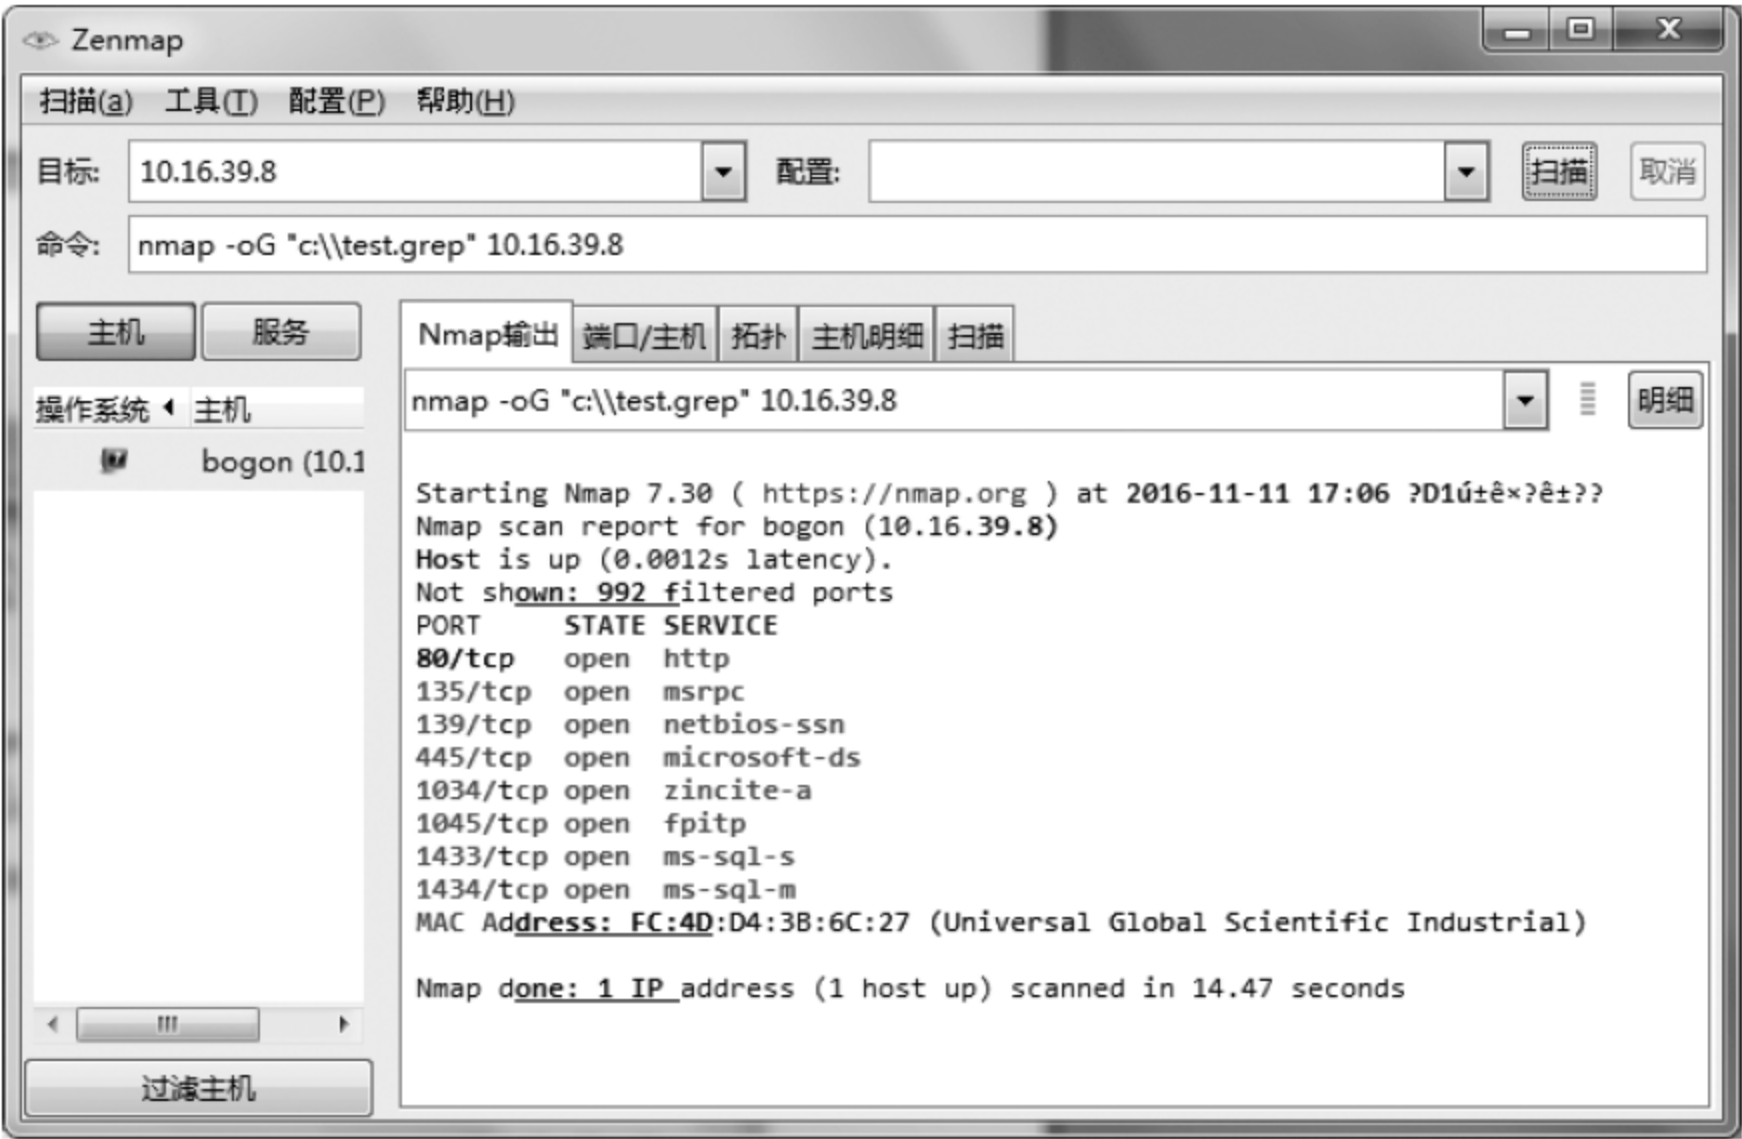 Zenmap
扫描(a) 工具(T) 配置(P) 帮助(H)
目标: 10.16.39.8 配置: 扫描 取消
命令: nmap -oG "c:\\test.grep" 10.16.39.8
主机 服务
操作系统 主机
bogon (10.1
过滤主机
Nmap输出 端口/主机 拓扑 主机明细 扫描
nmap -oG "c:\\test.grep" 10.16.39.8 明细
Starting Nmap 7.30 ( https://nmap.org ) at 2016-11-11 17:06 ?D1ú±ê×?ê±??
Nmap scan report for bogon (10.16.39.8)
Host is up (0.0012s latency).
Not shown: 992 filtered ports
PORT STATE SERVICE
80/tcp open http
135/tcp open msrpc
139/tcp open netbios-ssn
445/tcp open microsoft-ds
1034/tcp open zincite-a
1045/tcp open fpitp
1433/tcp open ms-sql-s
1434/tcp open ms-sql-m
MAC Address: FC:4D:D4:3B:6C:27 (Universal Global Scientific Industrial)
Nmap done: 1 IP address (1 host up) scanned in 14.47 seconds